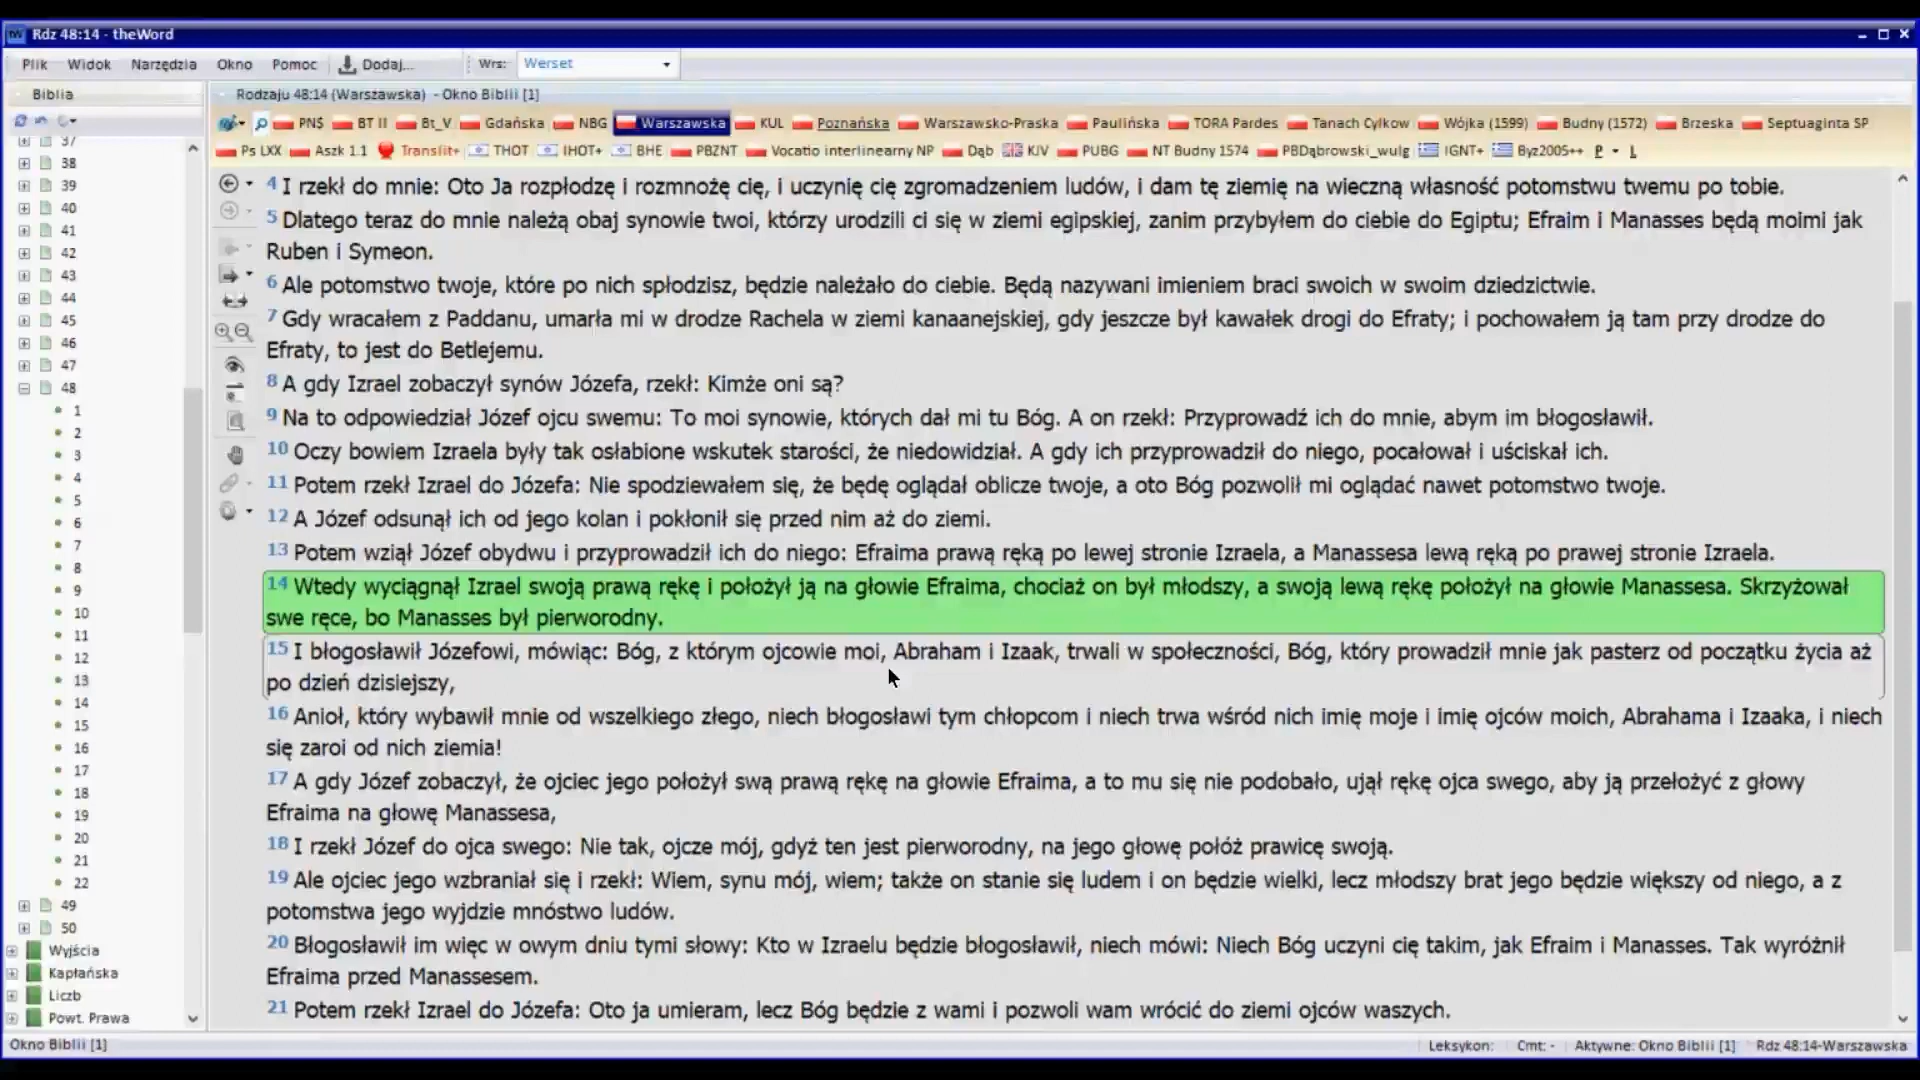 Rdz 48:14 - theWord
Plik Widok Narzędzia Okno Pomoc Dodaj... Wrs: Werset
Biblia
Rodzaju 48:14 (Warszawska) - Okno Biblii [1]
PNŚ BT II Bt_V Gdańska NBG Warszawska KUL Poznańska Warszawsko-Praska Paulińska TORA Pardes Tanach Cylkow Wójka (1599) Budny (1572) Brzeska Septuaginta SP
Ps LXX Aszk 1.1 Translit+ THOT IHOT+ BHE PBZNT Vocatio interlinearny NP Dąb KJV PUBG NT Budny 1574 PBDąbrowski_wulg IGNT+ Byz2005++ P L
37
38
39
40
41
42
43
44
45
46
47
48
1
2
3
4
5
6
7
8
9
10
11
12
13
14
15
16
17
18
19
20
21
22
49
50
Wyjścia
Kapłańska
Liczb
Powt. Prawa
4 I rzekł do mnie: Oto Ja rozpłodzę i rozmnożę cię, i uczynię cię zgromadzeniem ludów, i dam tę ziemię na wieczną własność potomstwu twemu po tobie.
5 Dlatego teraz do mnie należą obaj synowie twoi, którzy urodzili ci się w ziemi egipskiej, zanim przybyłem do ciebie do Egiptu; Efraim i Manasses będą moimi jak
Ruben i Symeon.
6 Ale potomstwo twoje, które po nich spłodzisz, będzie należało do ciebie. Będą nazywani imieniem braci swoich w swoim dziedzictwie.
7 Gdy wracałem z Paddanu, umarła mi w drodze Rachela w ziemi kanaanejskiej, gdy jeszcze był kawałek drogi do Efraty; i pochowałem ją tam przy drodze do
Efraty, to jest do Betlejemu.
8 A gdy Izrael zobaczył synów Józefa, rzekł: Kimże oni są?
9 Na to odpowiedział Józef ojcu swemu: To moi synowie, których dał mi tu Bóg. A on rzekł: Przyprowadź ich do mnie, abym im błogosławił.
10 Oczy bowiem Izraela były tak osłabione wskutek starości, że niedowidział. A gdy ich przyprowadził do niego, pocałował i uściskał ich.
11 Potem rzekł Izrael do Józefa: Nie spodziewałem się, że będę oglądał oblicze twoje, a oto Bóg pozwolił mi oglądać nawet potomstwo twoje.
12 A Józef odsunął ich od jego kolan i pokłonił się przed nim aż do ziemi.
13 Potem wziął Józef obydwu i przyprowadził ich do niego: Efraima prawą ręką po lewej stronie Izraela, a Manassesa lewą ręką po prawej stronie Izraela.
14 Wtedy wyciągnął Izrael swoją prawą rękę i położył ją na głowie Efraima, chociaż on był młodszy, a swoją lewą rękę położył na głowie Manassesa. Skrzyżował
swe ręce, bo Manasses był pierworodny.
15 I błogosławił Józefowi, mówiąc: Bóg, z którym ojcowie moi, Abraham i Izaak, trwali w społeczności, Bóg, który prowadził mnie jak pasterz od początku życia aż
po dzień dzisiejszy,
16 Anioł, który wybawił mnie od wszelkiego złego, niech błogosławi tym chłopcom i niech trwa wśród nich imię moje i imię ojców moich, Abrahama i Izaaka, i niech
się zaroi od nich ziemia!
17 A gdy Józef zobaczył, że ojciec jego położył swą prawą rękę na głowie Efraima, a to mu się nie podobało, ujął rękę ojca swego, aby ją przełożyć z głowy
Efraima na głowę Manassesa,
18 I rzekł Józef do ojca swego: Nie tak, ojcze mój, gdyż ten jest pierworodny, na jego głowę połóż prawicę swoją.
19 Ale ojciec jego wzbraniał się i rzekł: Wiem, synu mój, wiem; także on stanie się ludem i on będzie wielki, lecz młodszy brat jego będzie większy od niego, a z
potomstwa jego wyjdzie mnóstwo ludów.
20 Błogosławił im więc w owym dniu tymi słowy: Kto w Izraelu będzie błogosławił, niech mówi: Niech Bóg uczyni cię takim, jak Efraim i Manasses. Tak wyróżnił
Efraima przed Manassesem.
21 Potem rzekł Izrael do Józefa: Oto ja umieram, lecz Bóg będzie z wami i pozwoli wam wrócić do ziemi ojców waszych.
Okno Biblii [1] Leksykon: Cmt: - Aktywne: Okno Biblii [1] Rdz 48:14-Warszawska